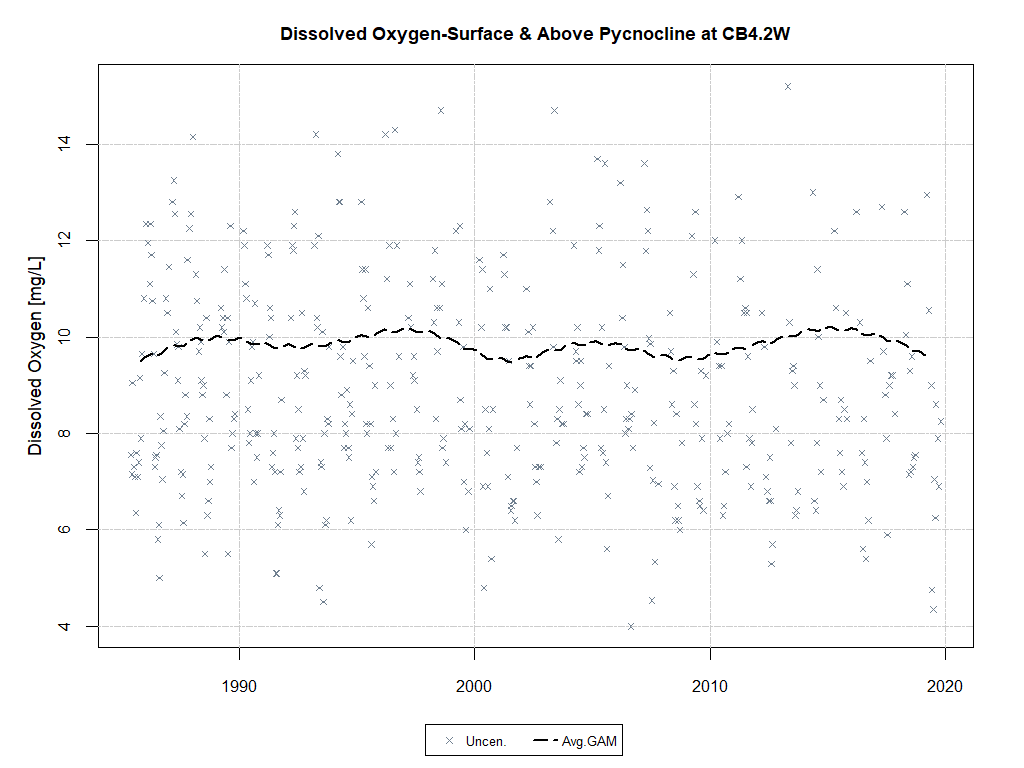 Dissolved Oxygen-Surface & Above Pycnocline at CB4.2W
Dissolved Oxygen [mg/L]
14
12
10
8
6
4
1990 2000 2010 2020
Uncen. Avg.GAM